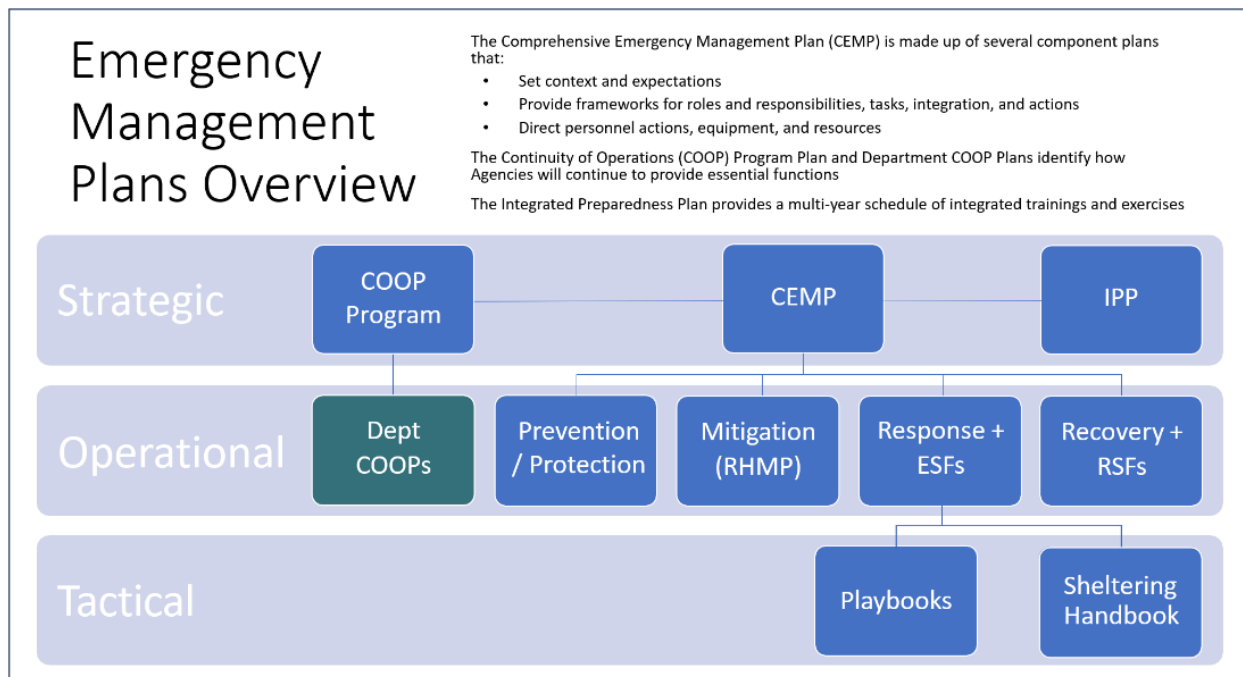 Emergency
Management
Plans Overview
The Comprehensive Emergency Management Plan (CEMP) is made up of several component plans
that:
• Set context and expectations
• Provide frameworks for roles and responsibilities, tasks, integration, and actions
• Direct personnel actions, equipment, and resources
The Continuity of Operations (COOP) Program Plan and Department COOP Plans identify how
Agencies will continue to provide essential functions
The Integrated Preparedness Plan provides a multi-year schedule of integrated trainings and exercises
Strategic
COOP
Program
CEMP
IPP
Operational
Dept
COOPs
Prevention
/ Protection
Mitigation
(RHMP)
Response +
ESFs
Recovery +
RSFs
Tactical
Playbooks
Sheltering
Handbook